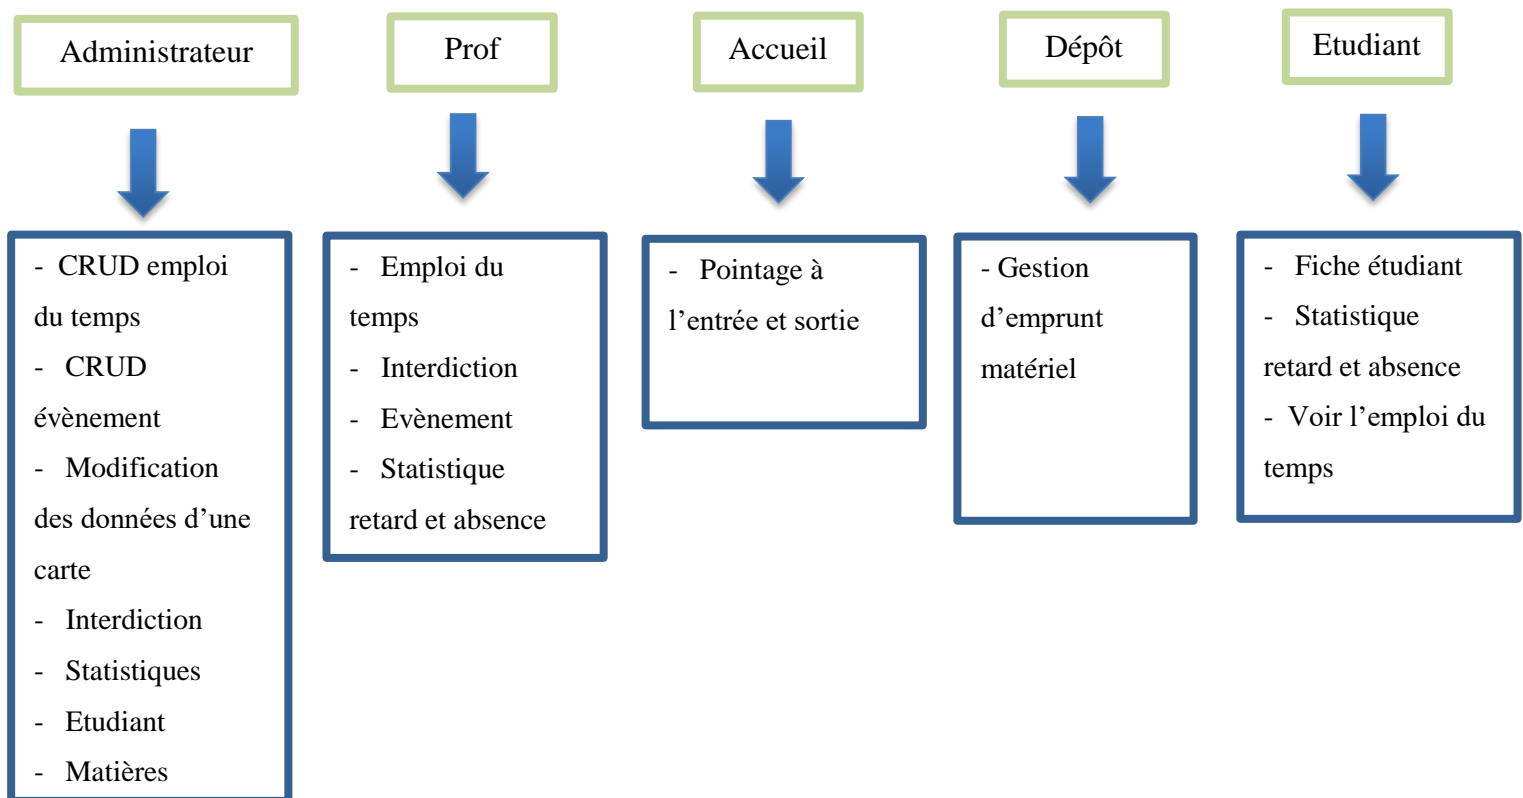 Administrateur
Prof
Accueil
Dépôt
Etudiant
- CRUD emploi
du temps
- CRUD
évènement
- Modification
des données d’une
carte
- Interdiction
- Statistiques
- Etudiant
- Matières
- Emploi du
temps
- Interdiction
- Evènement
- Statistique
retard et absence
- Pointage à
l’entrée et sortie
- Gestion
d’emprunt
matériel
- Fiche étudiant
- Statistique
retard et absence
- Voir l’emploi du
temps